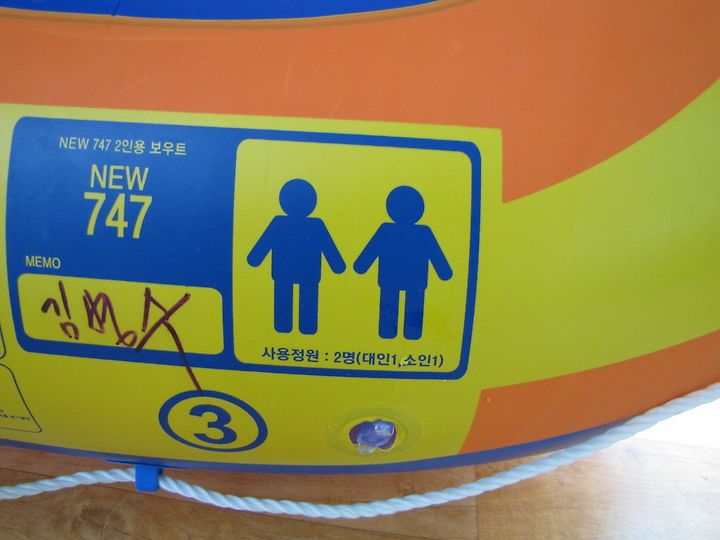 NEW 747 2인용 보우트
NEW
747
MEMO
사용정원 : 2명(대인1,소인1)
3